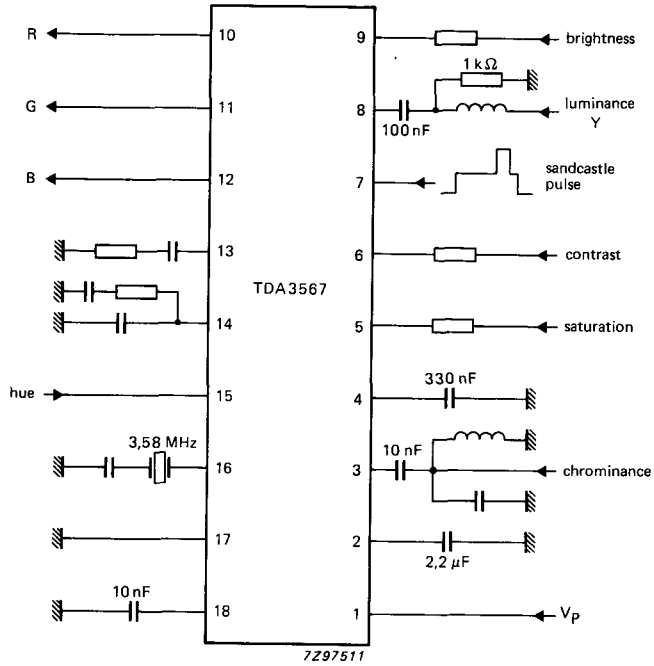 R 10 9 brightness
1 kΩ
G 11 8 luminance
Y
100 nF
B 12 7 sandcastle
pulse
13 6 contrast
TDA3567
14 5 saturation
330 nF
hue 15 4
3,58 MHz 10 nF
16 3 chrominance
17 2
2,2 μF
10 nF
18 1 VP
7Z97511